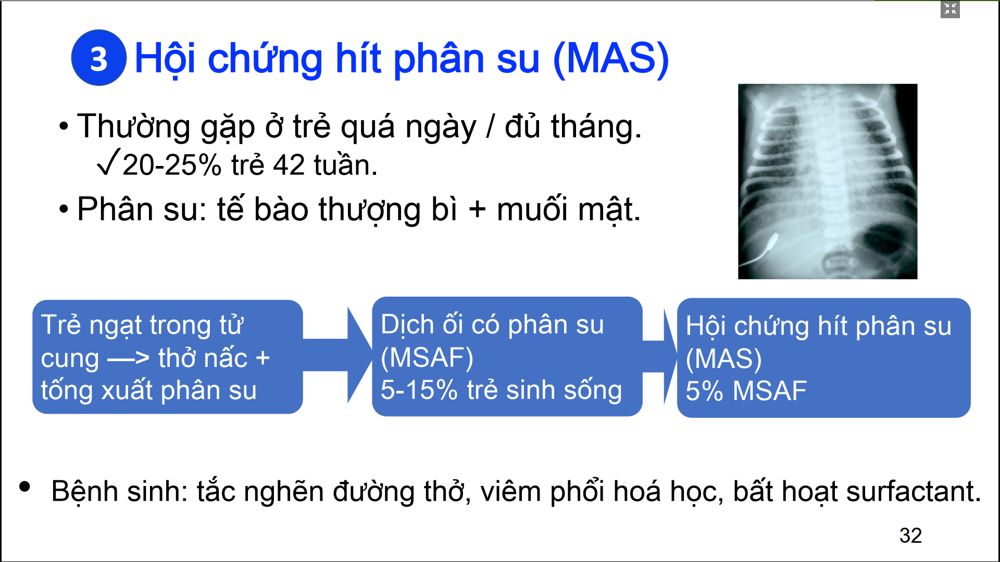 3 Hội chứng hít phân su (MAS)
• Thường gặp ở trẻ quá ngày / đủ tháng.
✓20-25% trẻ 42 tuần.
• Phân su: tế bào thượng bì + muối mật.
Trẻ ngạt trong tử
cung —> thở nấc +
tống xuất phân su
Dịch ối có phân su
(MSAF)
5-15% trẻ sinh sống
Hội chứng hít phân su
(MAS)
5% MSAF
• Bệnh sinh: tắc nghẽn đường thở, viêm phổi hoá học, bất hoạt surfactant.
32